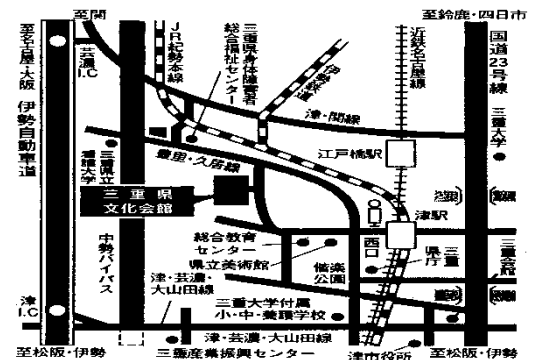 至関
至鈴鹿・四日市
至名古屋・大阪
伊勢自動車道
芸濃
I.C
JR紀勢本線
三重県身体障害者
総合福祉センター
伊勢鉄道
近鉄名古屋線
国道23号線
三重大学
津・関線
江戸橋駅
豊里・久居線
三重県立
看護大学
三重県
文化会館
中勢バイパス
津駅
西口
総合教育
センター
県立美術館
偕楽
公園
三重
県庁
津・芸濃・
大山田線
三重大学付属
小・中・養護学校
津
I.C
津・芸濃・大山田線
至松阪・伊勢
三重産業振興センター
津市役所
至松阪・伊勢